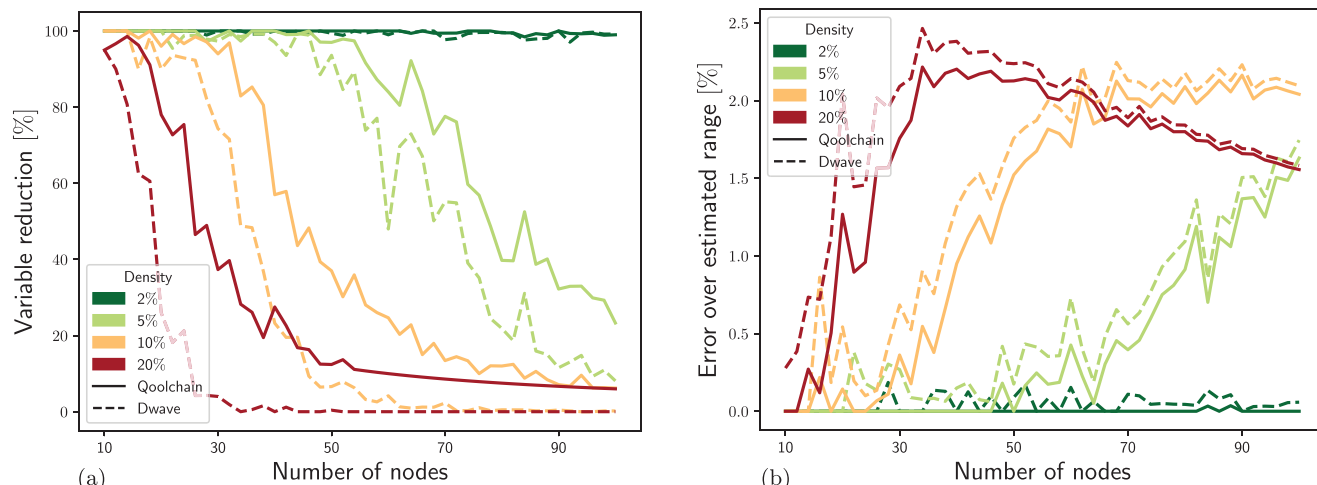 Variable reduction [%]
100
80
60
40
20
0
Density
2%
5%
10%
20%
Qoolchain
Dwave
10
30
50
70
90
Number of nodes
(a)
Error over estimated range [%]
2.5
2.0
1.5
1.0
0.5
0.0
Density
2%
5%
10%
20%
Qoolchain
Dwave
10
30
50
70
90
Number of nodes
(b)